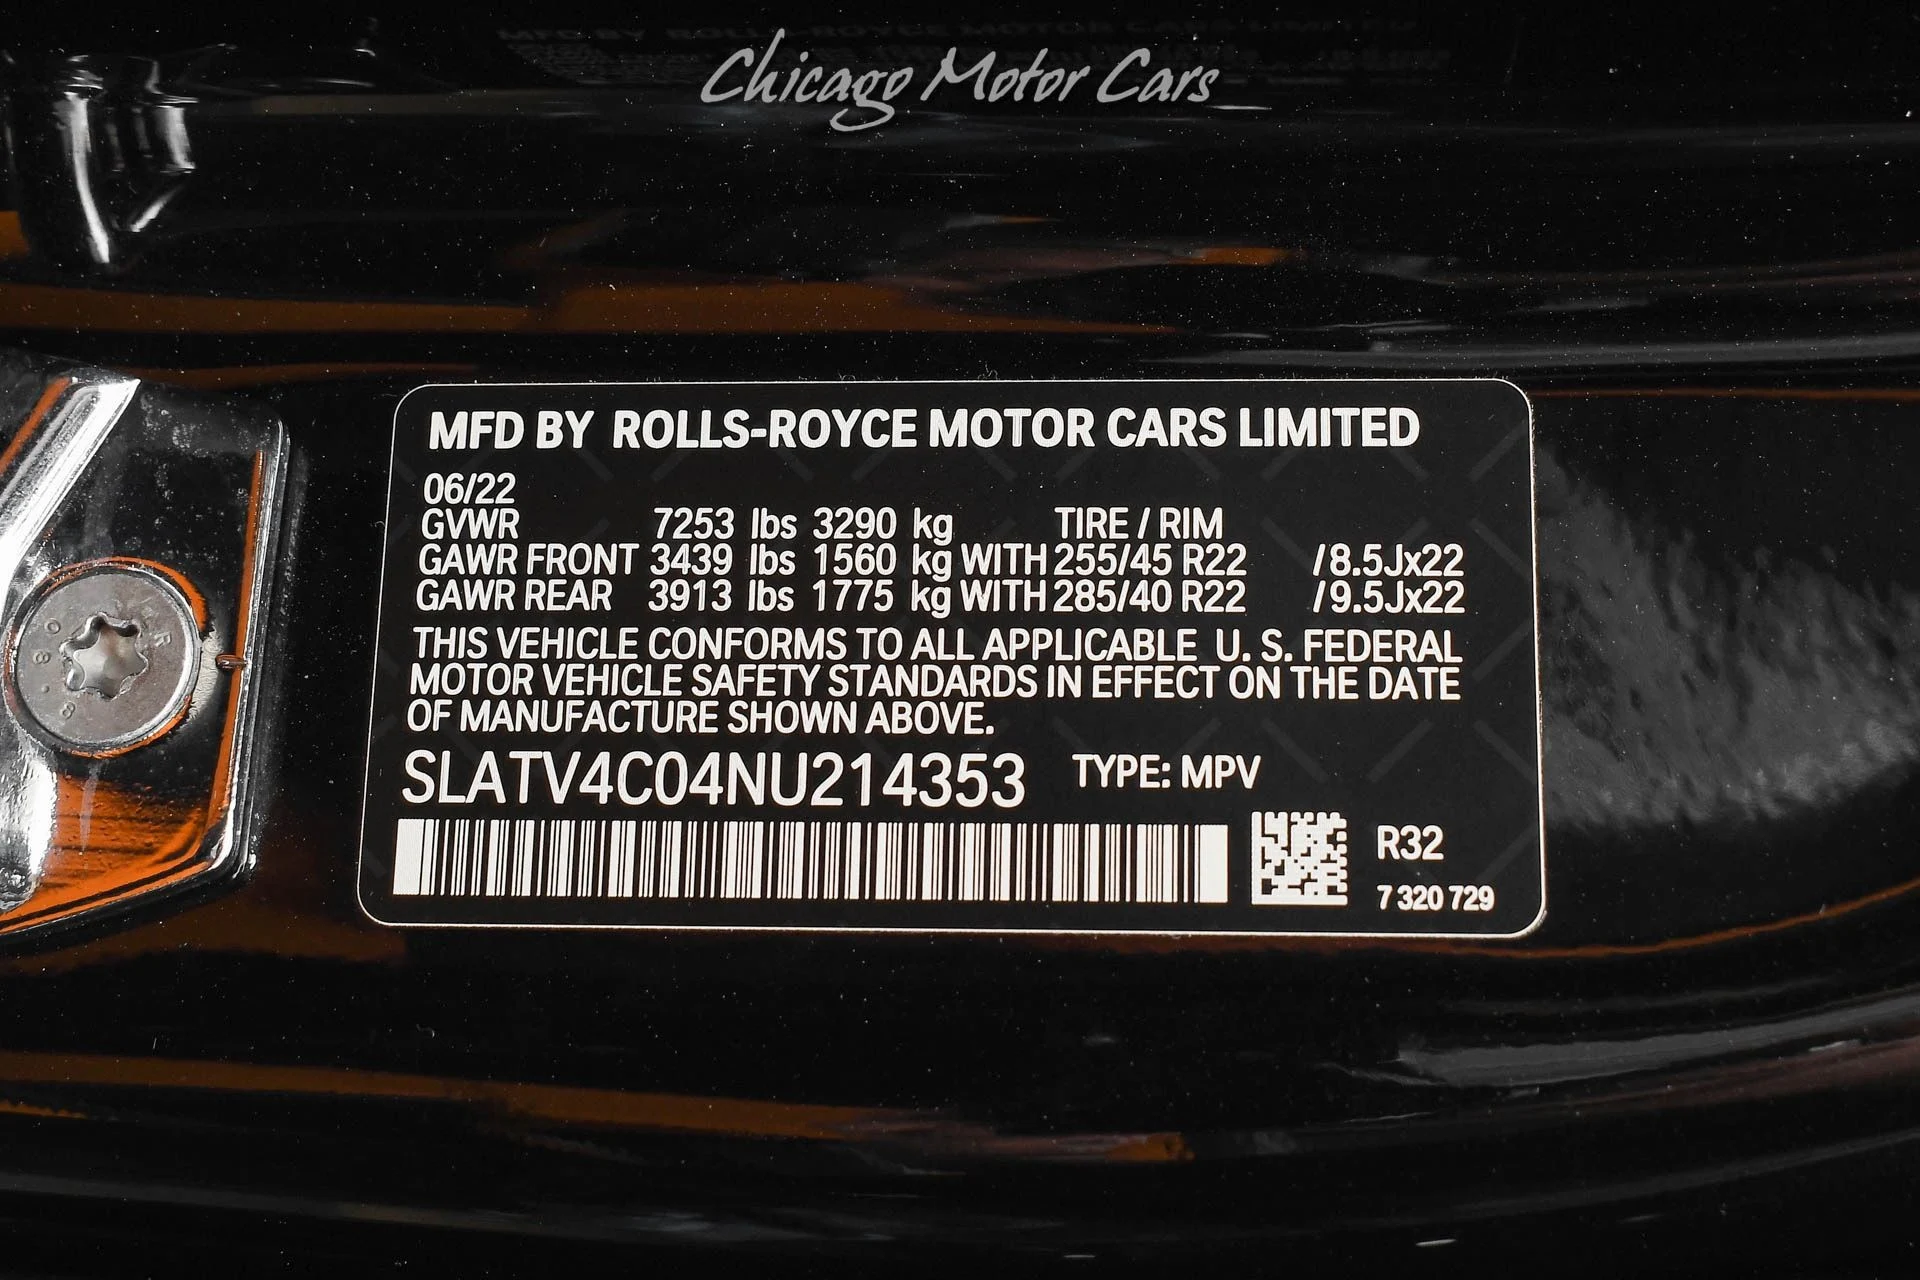 Chicago Motor Cars
MFD BY ROLLS-ROYCE MOTOR CARS LIMITED
06/22
GVWR 7253 lbs 3290 kg TIRE / RIM
GAWR FRONT 3439 lbs 1560 kg WITH 255/45 R22 /8.5Jx22
GAWR REAR 3913 lbs 1775 kg WITH 285/40 R22 /9.5Jx22
THIS VEHICLE CONFORMS TO ALL APPLICABLE U. S. FEDERAL
MOTOR VEHICLE SAFETY STANDARDS IN EFFECT ON THE DATE
OF MANUFACTURE SHOWN ABOVE.
SLATV4C04NU214353 TYPE: MPV
R32
7 320 729